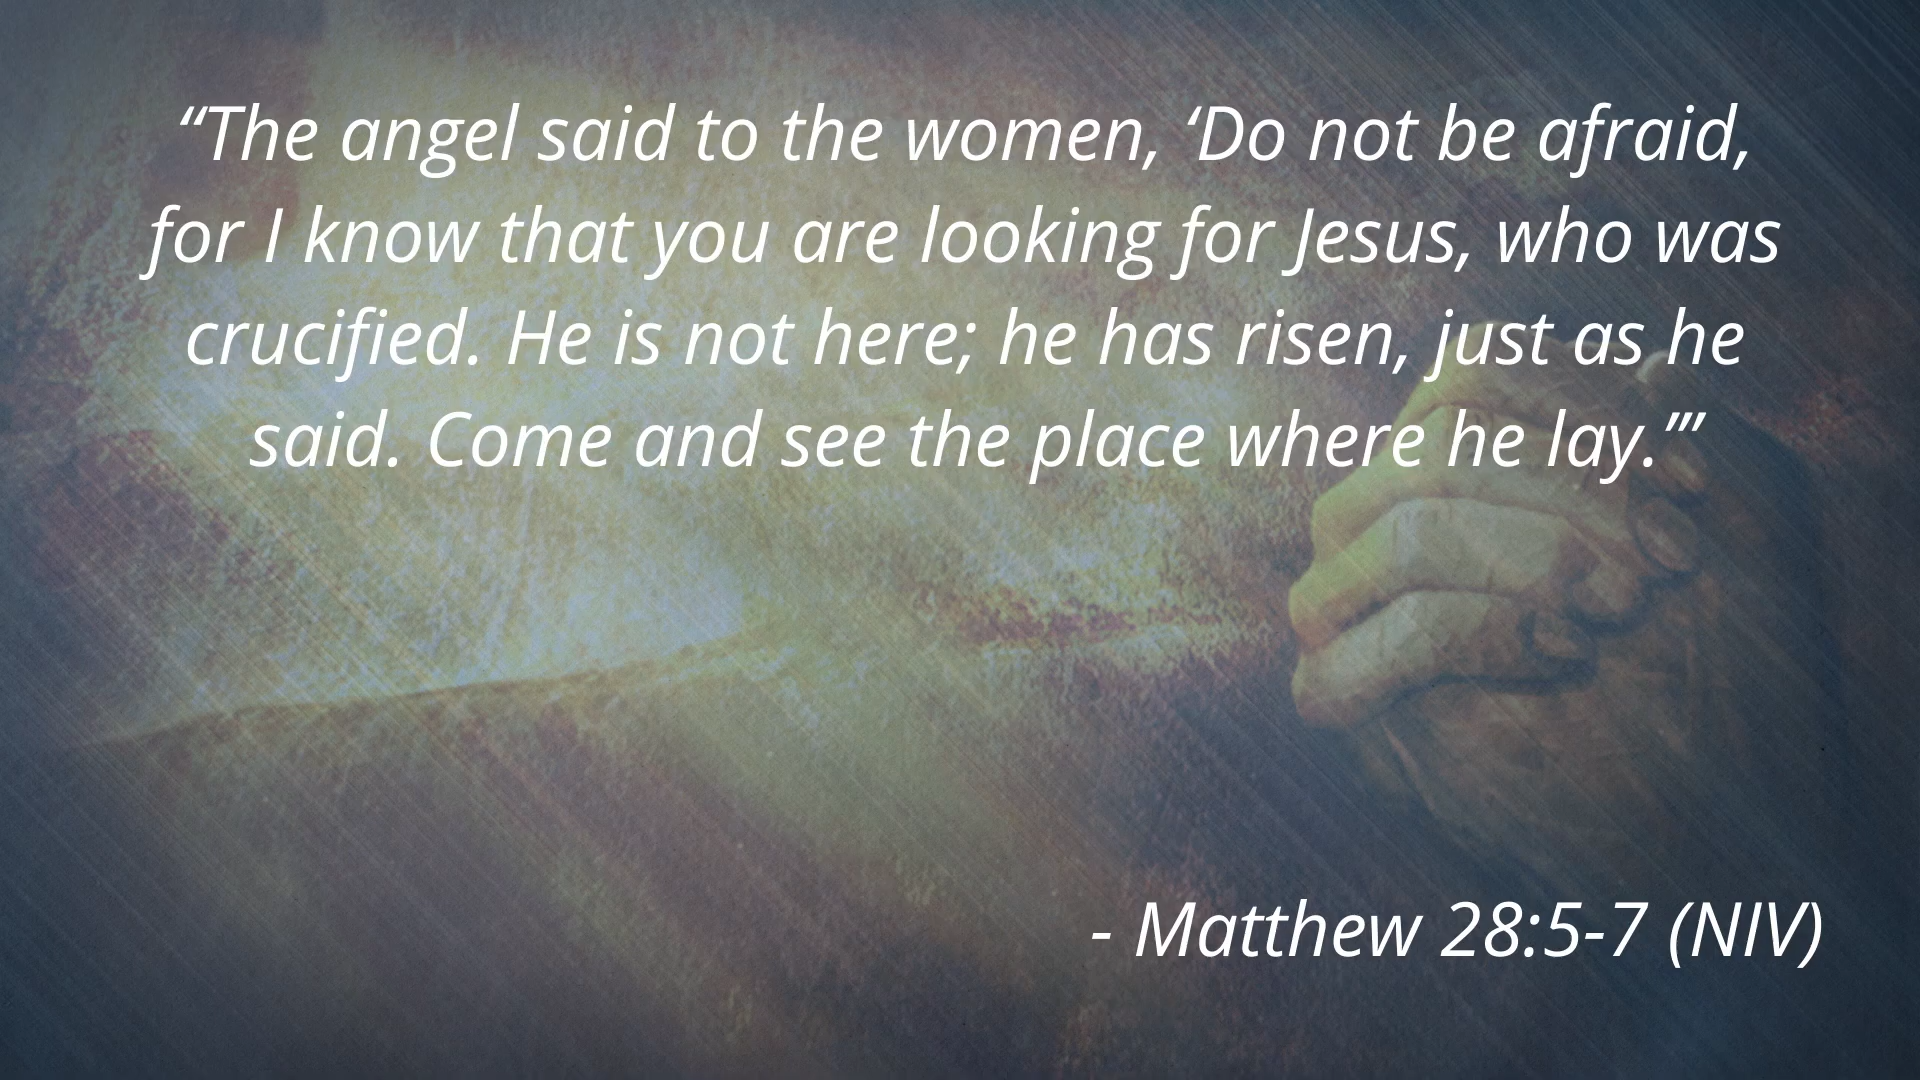 “The angel said to the women, ‘Do not be afraid,
for I know that you are looking for Jesus, who was
crucified. He is not here; he has risen, just as he
said. Come and see the place where he lay.’”
- Matthew 28:5-7 (NIV)